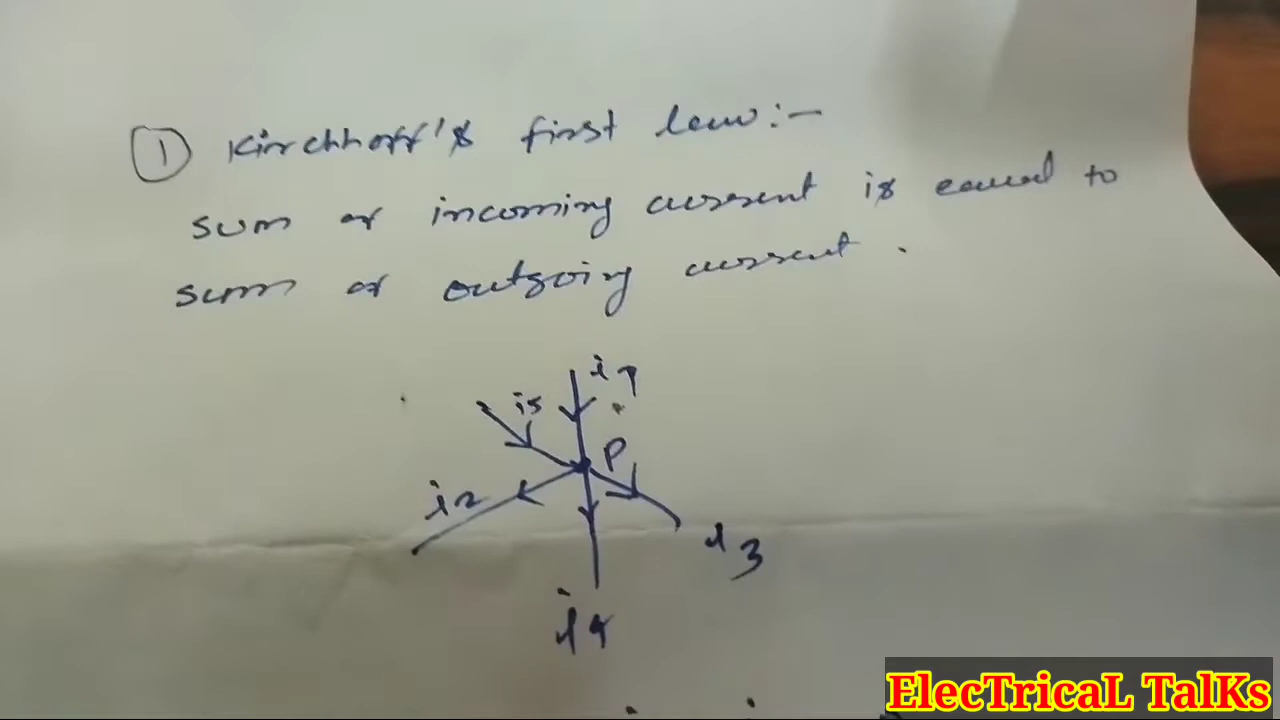 ① Kirchhoff's first law:-
sum of incoming current is equal to
sum of outgoing current.
i1
i5
P
i2
i3
i4
ElecTricaL TalKs